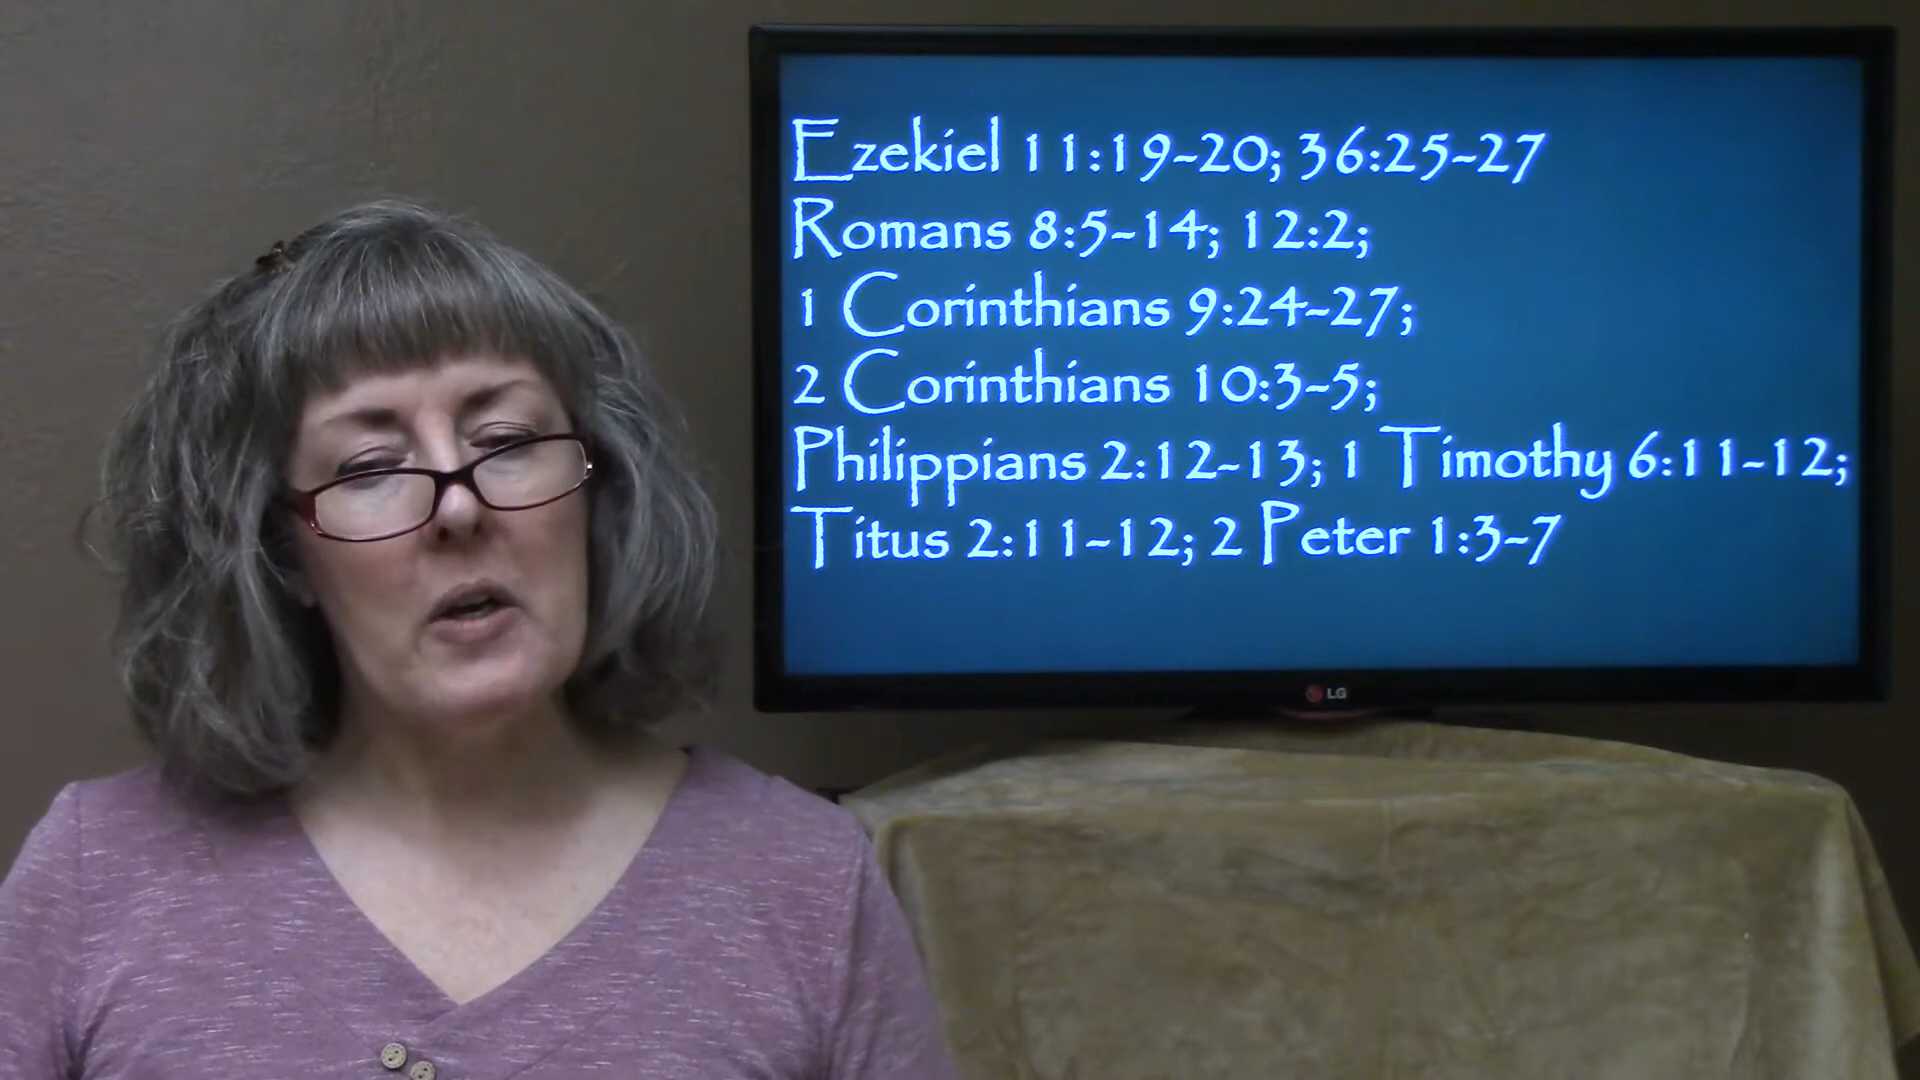 Ezekiel 11:19-20; 36:25-27
Romans 8:5-14; 12:2;
1 Corinthians 9:24-27;
2 Corinthians 10:3-5;
Philippians 2:12-13; 1 Timothy 6:11-12;
Titus 2:11-12; 2 Peter 1:3-7
LG